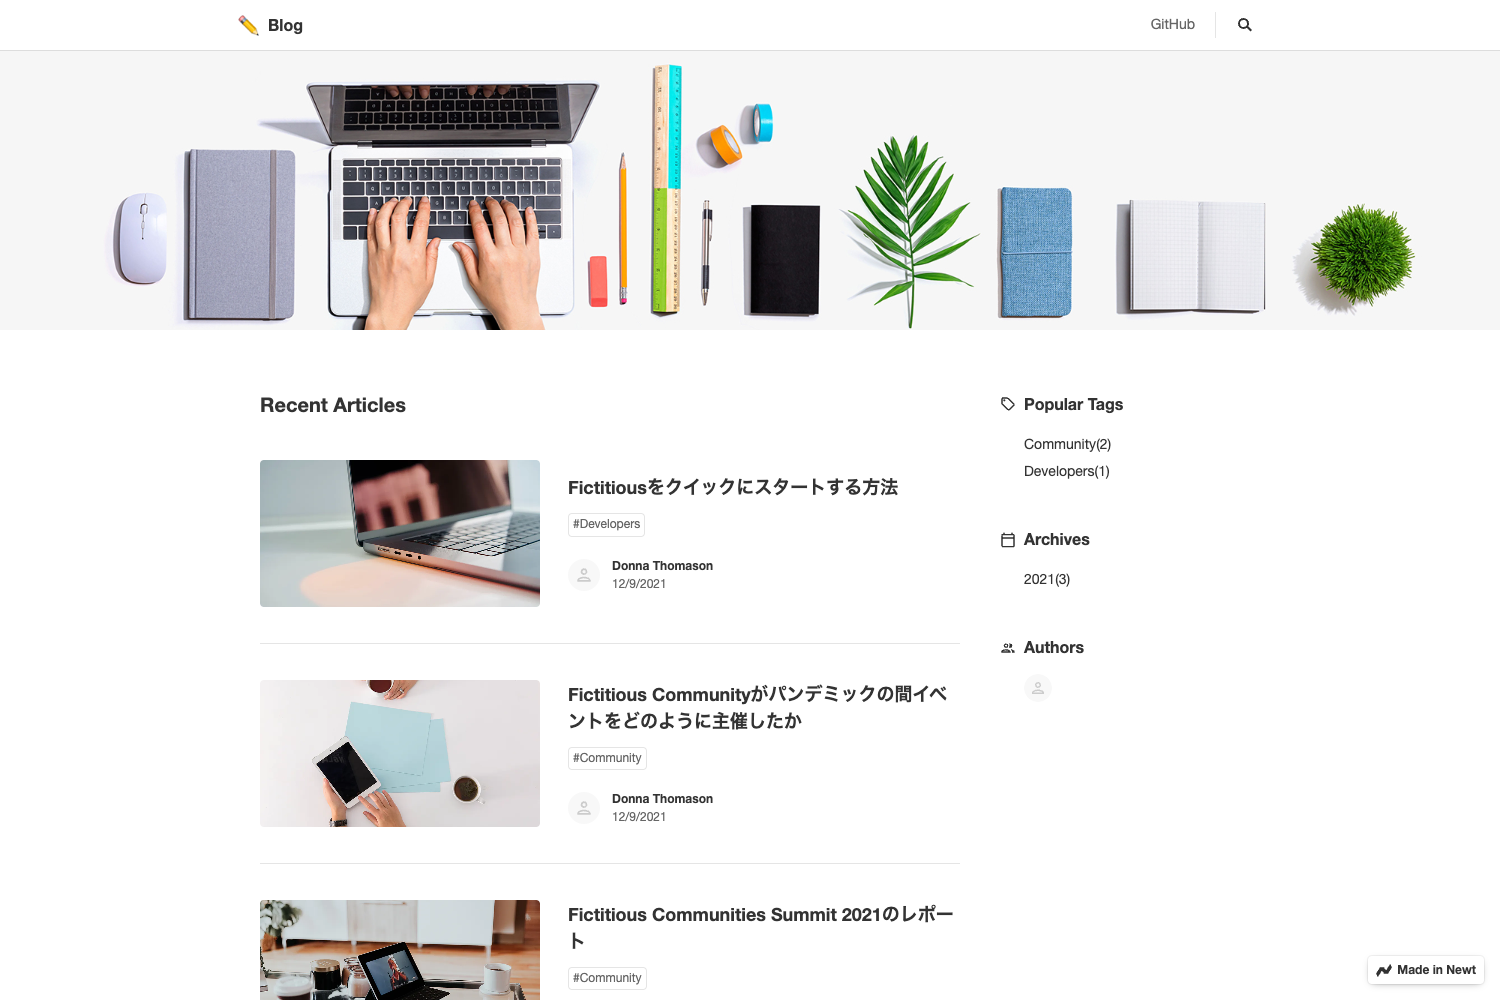 Blog
GitHub
Recent Articles
Fictitiousをクイックにスタートする方法
#Developers
Donna Thomason
12/9/2021
Fictitious Communityがパンデミックの間イベ
ントをどのように主催したか
#Community
Donna Thomason
12/9/2021
Fictitious Communities Summit 2021のレポー
ト
#Community
Popular Tags
Community(2)
Developers(1)
Archives
2021(3)
Authors
Made in Newt